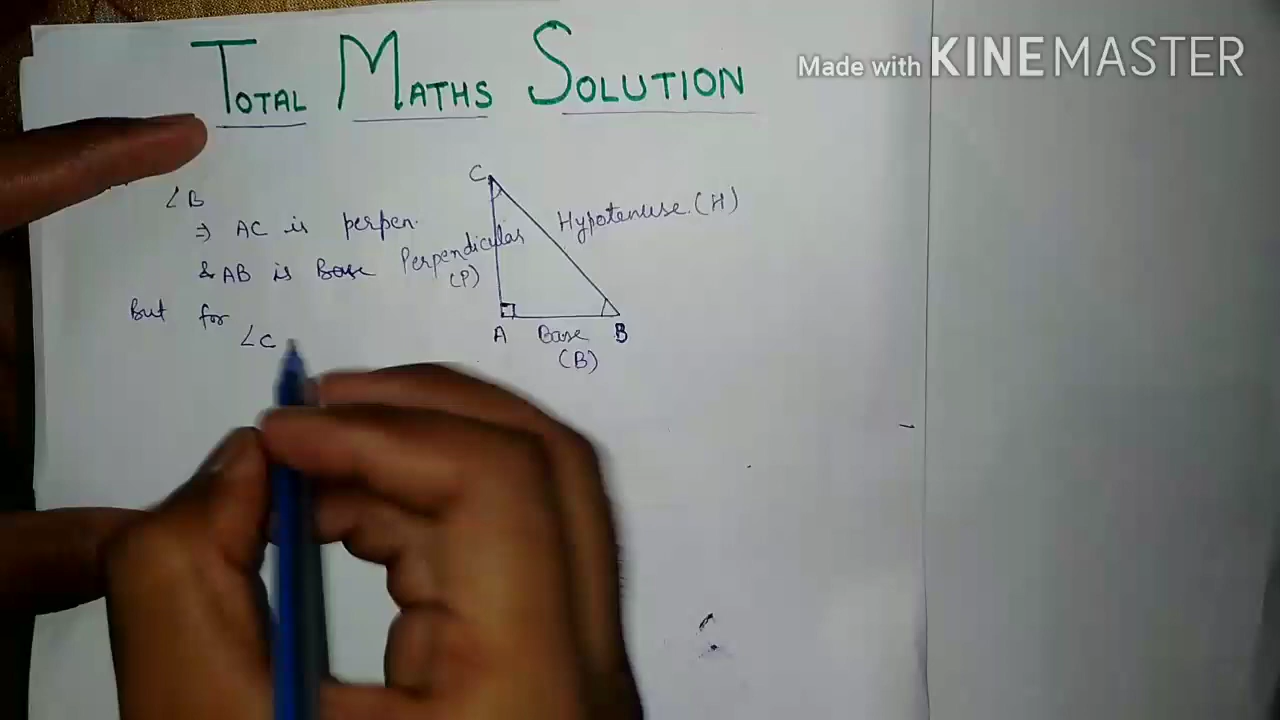 TOTAL MATHS SOLUTION
Made with KINEMASTER
∠B
⇒ AC is perpen.
& AB is Base
But for
∠C
C
Hypotenuse.(H)
Perpendicular
(P)
A Base B
(B)